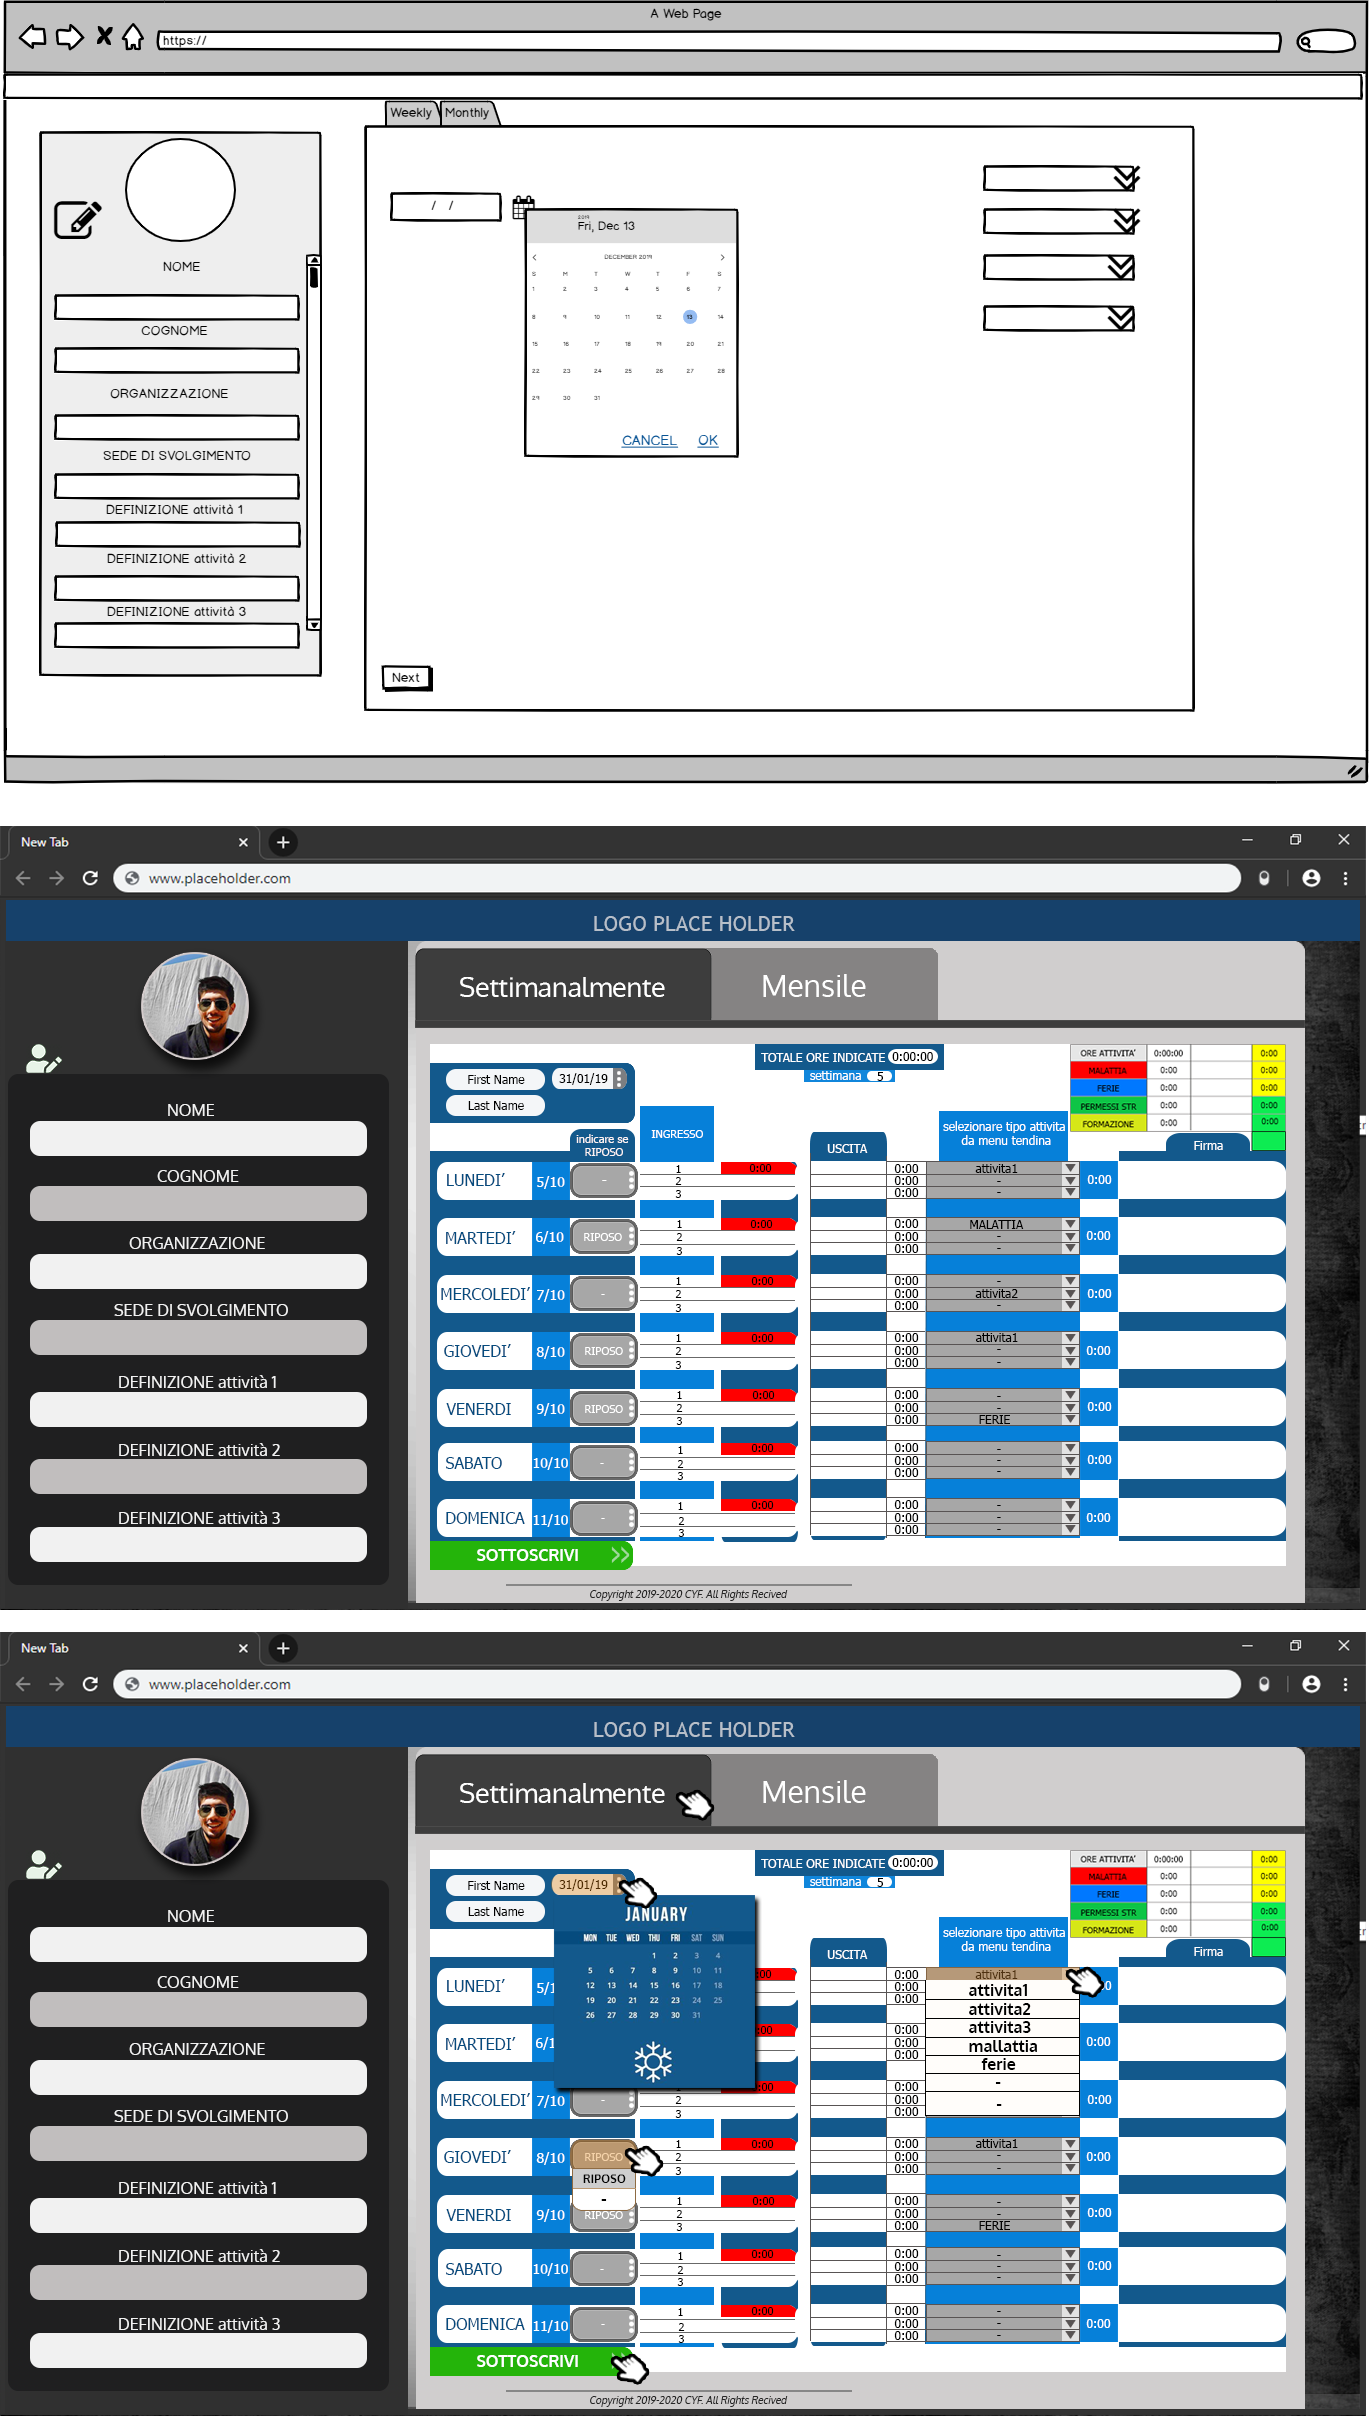 A Web Page
https://
Weekly Monthly
/ /
2019
Fri, Dec 13
DECEMBER 2019
S M T W T F S
1 2 3 4 5 6 7
8 9 10 11 12 13 14
15 16 17 18 19 20 21
22 23 24 25 26 27 28
29 30 31
CANCEL OK
NOME
COGNOME
ORGANIZZAZIONE
SEDE DI SVOLGIMENTO
DEFINIZIONE attività 1
DEFINIZIONE attività 2
DEFINIZIONE attività 3
Next
New Tab
www.placeholder.com
LOGO PLACE HOLDER
Settimanalmente Mensile
NOME
COGNOME
ORGANIZZAZIONE
SEDE DI SVOLGIMENTO
DEFINIZIONE attività 1
DEFINIZIONE attività 2
DEFINIZIONE attività 3
First Name 31/01/19
Last Name
TOTALE ORE INDICATE 0:00:00
settimana 5
ORE ATTIVITA' 0:00:00 0:00
MALATTIA 0:00 0:00
FERIE 0:00 0:00
PERMESSI STR 0:00 0:00
FORMAZIONE 0:00 0:00
indicare se
RIPOSO
INGRESSO
USCITA
selezionare tipo attivita
da menu tendina
Firma
LUNEDI' 5/10 - 1 0:00 0:00 attivita1 0:00
2 0:00 -
3 0:00 -
MARTEDI' 6/10 RIPOSO 1 0:00 0:00 MALATTIA 0:00
2 0:00 -
3 0:00 -
MERCOLEDI' 7/10 - 1 0:00 0:00 - 0:00
2 0:00 attivita2
3 0:00 -
GIOVEDI' 8/10 RIPOSO 1 0:00 0:00 attivita1 0:00
2 0:00 -
3 0:00 -
VENERDI 9/10 RIPOSO 1 0:00 0:00 - 0:00
2 0:00 -
3 0:00 FERIE
SABATO 10/10 - 1 0:00 0:00 - 0:00
2 0:00 -
3 0:00 -
DOMENICA 11/10 - 1 0:00 0:00 - 0:00
2 0:00 -
3 0:00 -
SOTTOSCRIVI
Copyright 2019-2020 CYF. All Rights Recived
New Tab
www.placeholder.com
LOGO PLACE HOLDER
Settimanalmente Mensile
NOME
COGNOME
ORGANIZZAZIONE
SEDE DI SVOLGIMENTO
DEFINIZIONE attività 1
DEFINIZIONE attività 2
DEFINIZIONE attività 3
First Name 31/01/19
Last Name
TOTALE ORE INDICATE 0:00:00
settimana 5
ORE ATTIVITA' 0:00:00 0:00
MALATTIA 0:00 0:00
FERIE 0:00 0:00
PERMESSI STR 0:00 0:00
FORMAZIONE 0:00 0:00
JANUARY
MON TUE WED THU FRI SAT SUN
1 2 3 4
5 6 7 8 9 10 11
12 13 14 15 16 17 18
19 20 21 22 23 24 25
26 27 28 29 30 31
USCITA
selezionare tipo attivita
da menu tendina
Firma
LUNEDI' 0:00 attivita1
0:00
0:00
attivita1
attivita2
attivita3
mallattia
ferie
-
-
MARTEDI' 0:00 0:00
0:00
0:00
MERCOLEDI' 7/10 - 0:00 0:00 0:00
2 0:00
3 0:00
GIOVEDI' 8/10 RIPOSO 1 0:00 0:00 attivita1 0:00
2 0:00 -
3 0:00 -
RIPOSO
-
VENERDI 9/10 RIPOSO 1 0:00 0:00 - 0:00
2 0:00 -
3 0:00 FERIE
SABATO 10/10 - 1 0:00 0:00 - 0:00
2 0:00 -
3 0:00 -
DOMENICA 11/10 - 1 0:00 0:00 - 0:00
2 0:00 -
3 0:00 -
SOTTOSCRIVI
Copyright 2019-2020 CYF. All Rights Recived